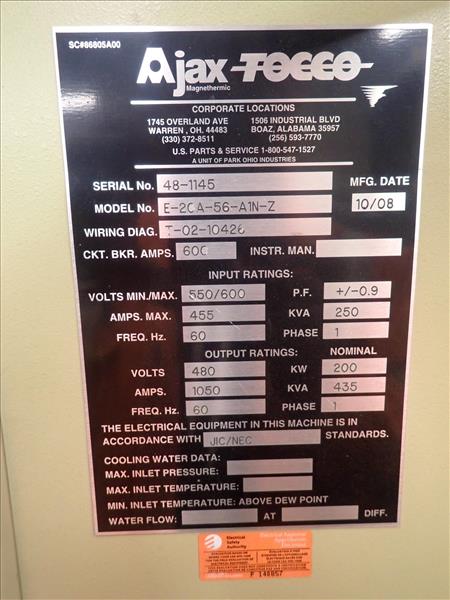 SC#86805A00
Ajax TOCCO
Magnethermic
CORPORATE LOCATIONS
1745 OVERLAND AVE 1506 INDUSTRIAL BLVD
WARREN, OH. 44483 BOAZ, ALABAMA 35957
(330) 372-8511 (256) 593-7770
U.S. PARTS & SERVICE 1-800-547-1527
A UNIT OF PARK OHIO INDUSTRIES
SERIAL No. 48-1145 MFG. DATE
MODEL No. E-20A-56-A1N-Z 10/08
WIRING DIAG. T-02-10426
CKT. BKR. AMPS. 600 INSTR. MAN.
INPUT RATINGS:
VOLTS MIN./MAX. 550/600 P.F. +/-0.9
AMPS. MAX. 455 KVA 250
FREQ. Hz. 60 PHASE 1
OUTPUT RATINGS: NOMINAL
VOLTS 480 KW 200
AMPS. 1050 KVA 435
FREQ. Hz. 60 PHASE 1
THE ELECTRICAL EQUIPMENT IN THIS MACHINE IS IN
ACCORDANCE WITH JIC/NEC STANDARDS.
COOLING WATER DATA:
MAX. INLET PRESSURE:
MAX. INLET TEMPERATURE:
MIN. INLET TEMPERATURE: ABOVE DEW POINT
WATER FLOW: AT DIFF.
Electrical
Safety
Authority